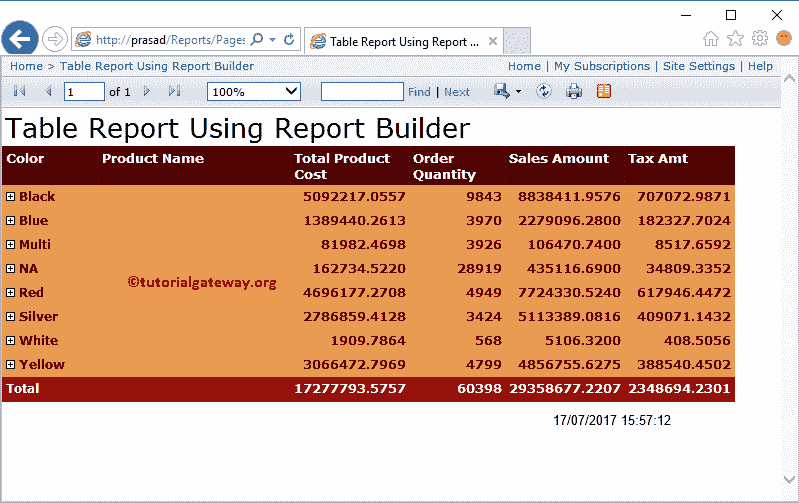 http://prasad/Reports/Pages
Table Report Using Report ...
Home > Table Report Using Report Builder
Home | My Subscriptions | Site Settings | Help
1 of 1
100%
Find | Next
Table Report Using Report Builder
Color Product Name Total Product Cost Order Quantity Sales Amount Tax Amt
Black 5092217.0557 9843 8838411.9576 707072.9871
Blue 1389440.2613 3970 2279096.2800 182327.7024
Multi 81982.4698 3926 106470.7400 8517.6592
NA 162734.5220 28919 435116.6900 34809.3352
©tutorialgateway.org
Red 4696177.2708 4949 7724330.5240 617946.4472
Silver 2786859.4128 3424 5113389.0816 409071.1432
White 1909.7864 568 5106.3200 408.5056
Yellow 3066472.7969 4799 4856755.6275 388540.4502
Total 17277793.5757 60398 29358677.2207 2348694.2301
17/07/2017 15:57:12